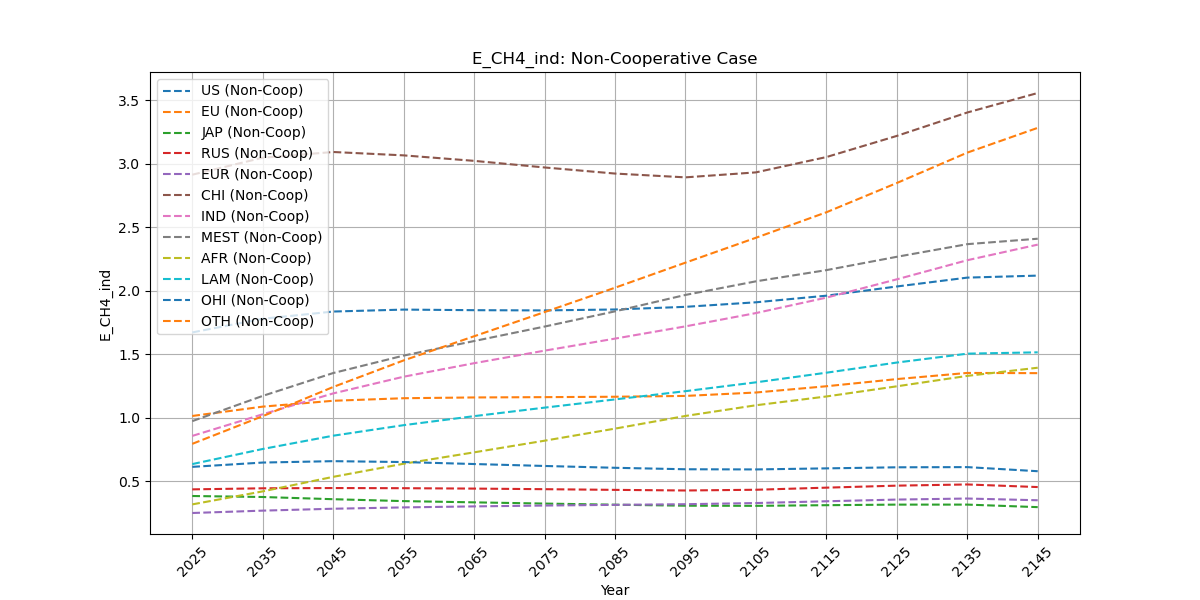 E_CH4_ind: Non-Cooperative Case
E_CH4_ind
3.5
3.0
2.5
2.0
1.5
1.0
0.5
US (Non-Coop)
EU (Non-Coop)
JAP (Non-Coop)
RUS (Non-Coop)
EUR (Non-Coop)
CHI (Non-Coop)
IND (Non-Coop)
MEST (Non-Coop)
AFR (Non-Coop)
LAM (Non-Coop)
OHI (Non-Coop)
OTH (Non-Coop)
2025 2035 2045 2055 2065 2075 2085 2095 2105 2115 2125 2135 2145
Year